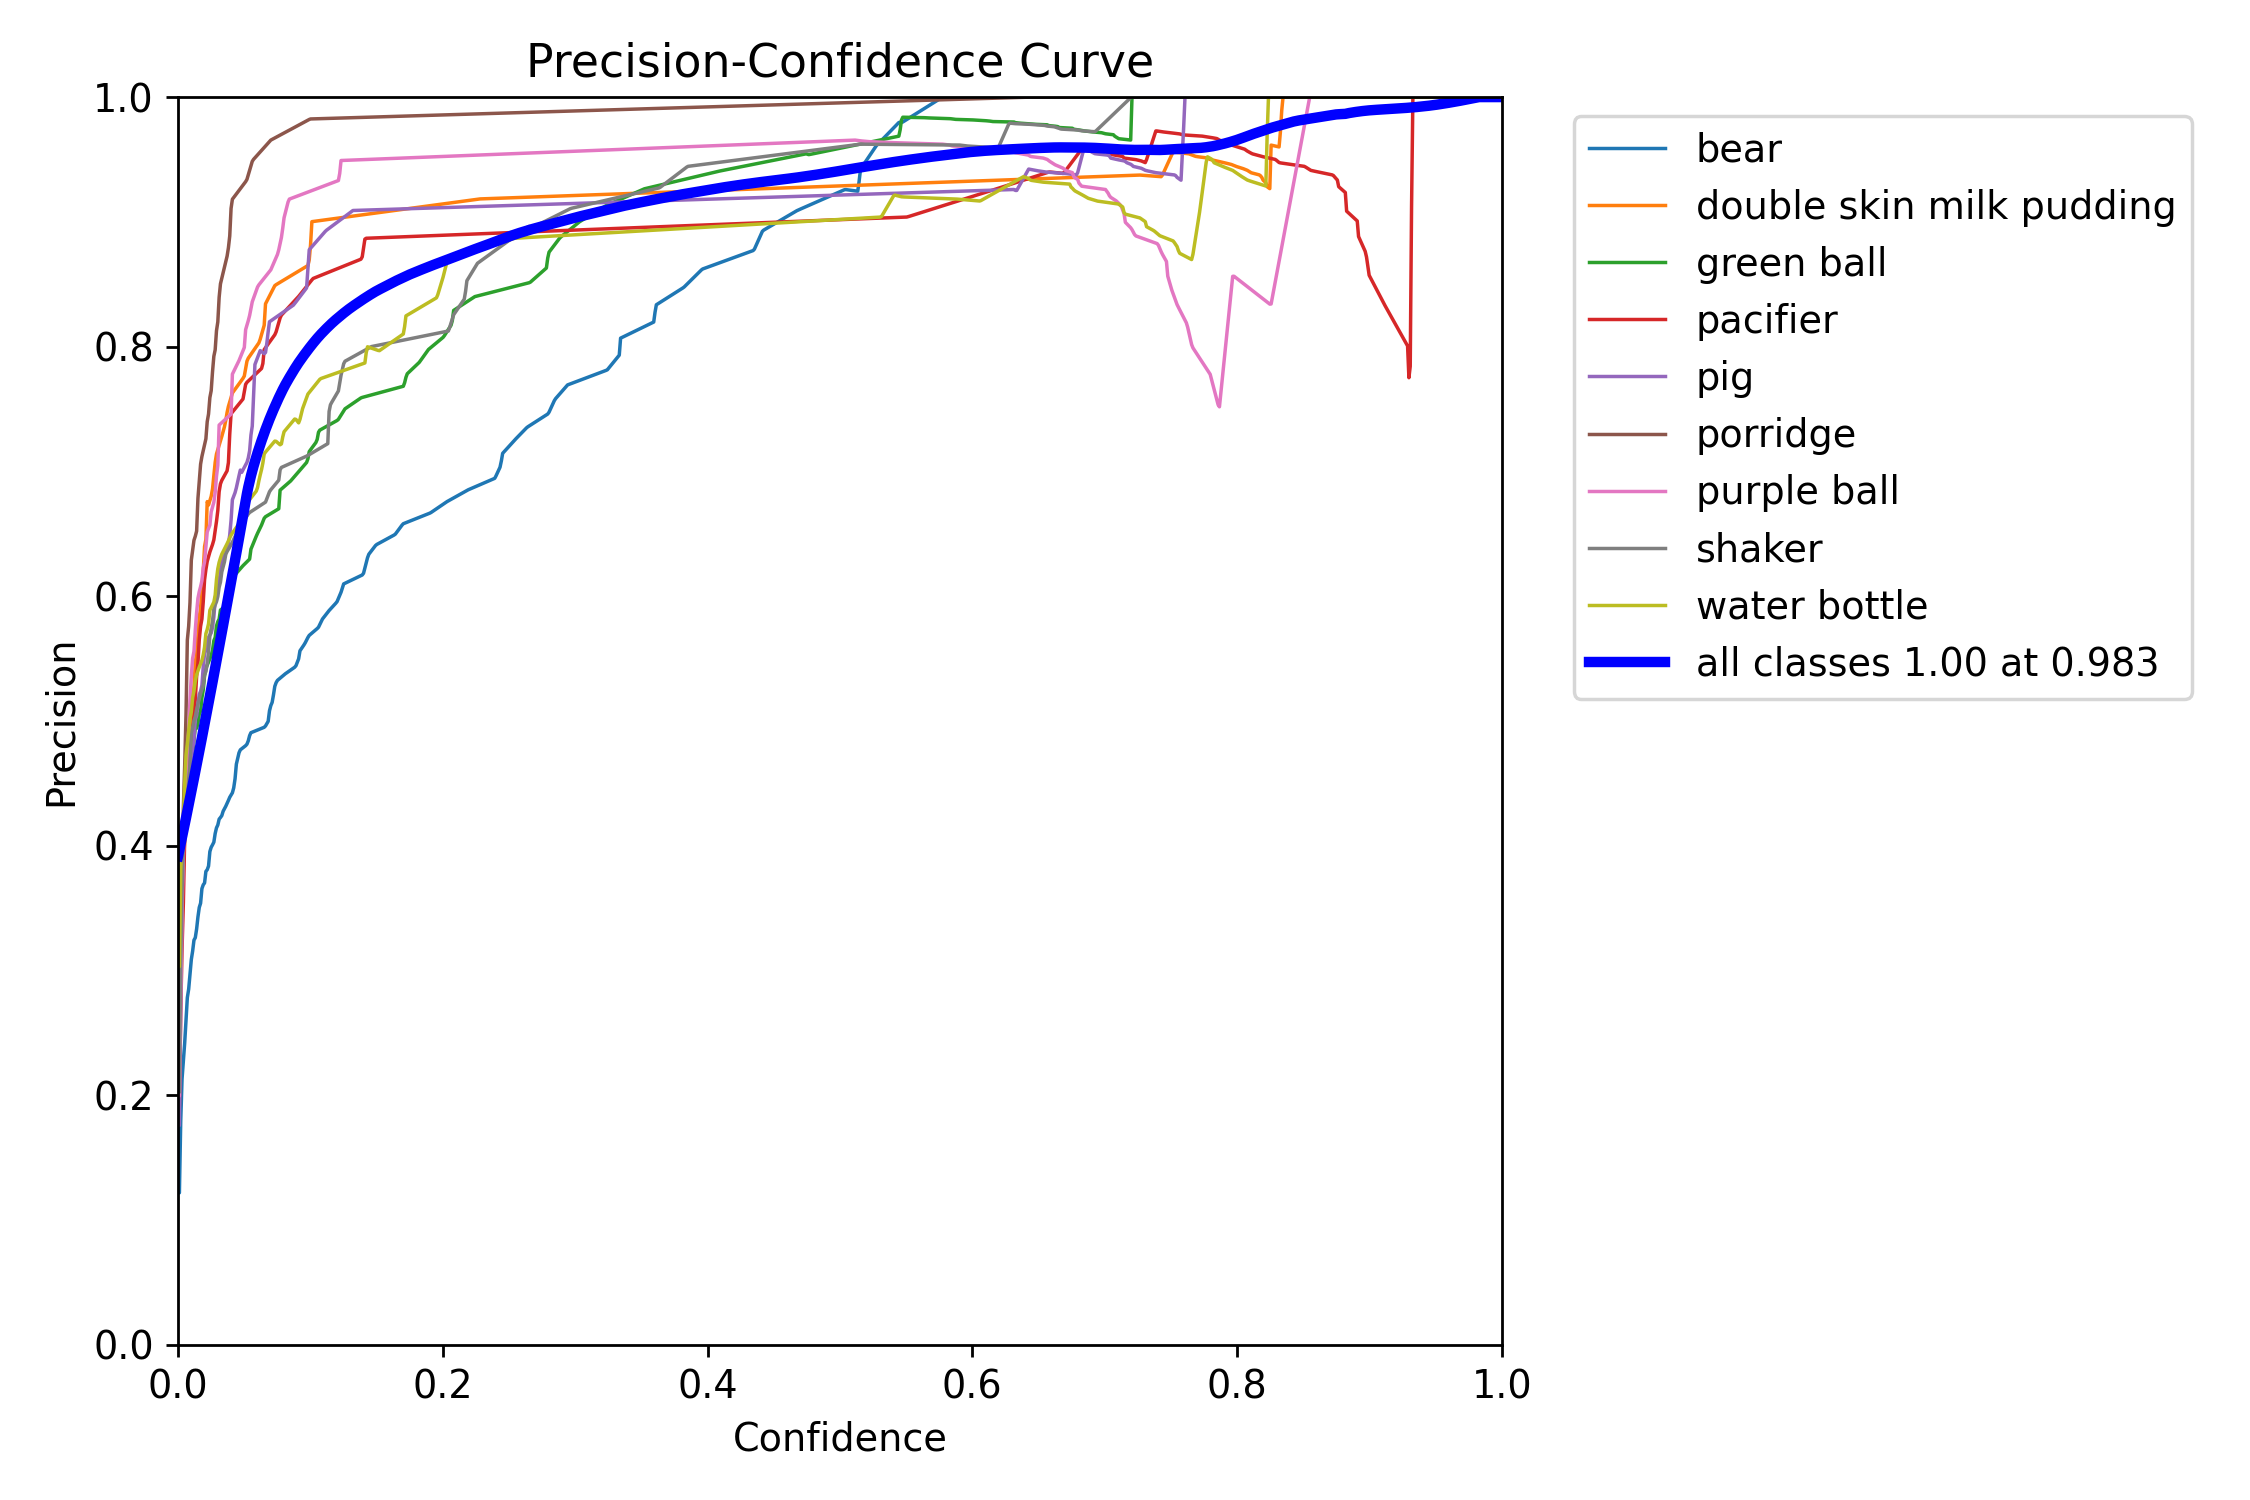 Precision-Confidence Curve
1.0
0.8
0.6
0.4
0.2
0.0
Precision
0.0 0.2 0.4 0.6 0.8 1.0
Confidence
bear
double skin milk pudding
green ball
pacifier
pig
porridge
purple ball
shaker
water bottle
all classes 1.00 at 0.983